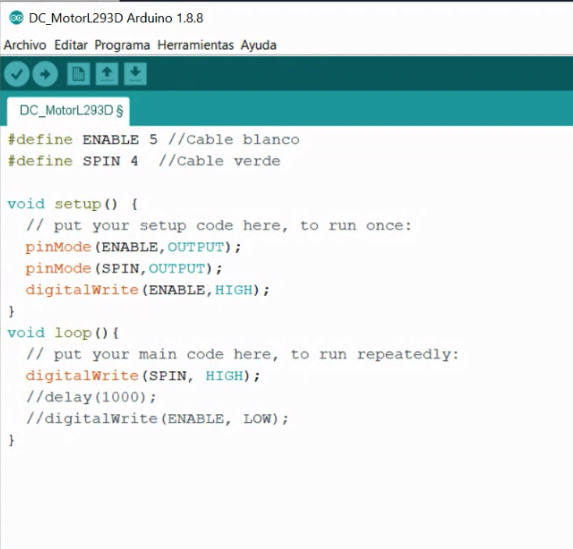 DC_MotorL293D Arduino 1.8.8
Archivo Editar Programa Herramientas Ayuda
DC_MotorL293D §
#define ENABLE 5 //Cable blanco
#define SPIN 4  //Cable verde
void setup() {
  // put your setup code here, to run once:
  pinMode(ENABLE,OUTPUT);
  pinMode(SPIN,OUTPUT);
  digitalWrite(ENABLE,HIGH);
}
void loop(){
  // put your main code here, to run repeatedly:
  digitalWrite(SPIN, HIGH);
  //delay(1000);
  //digitalWrite(ENABLE, LOW);
}